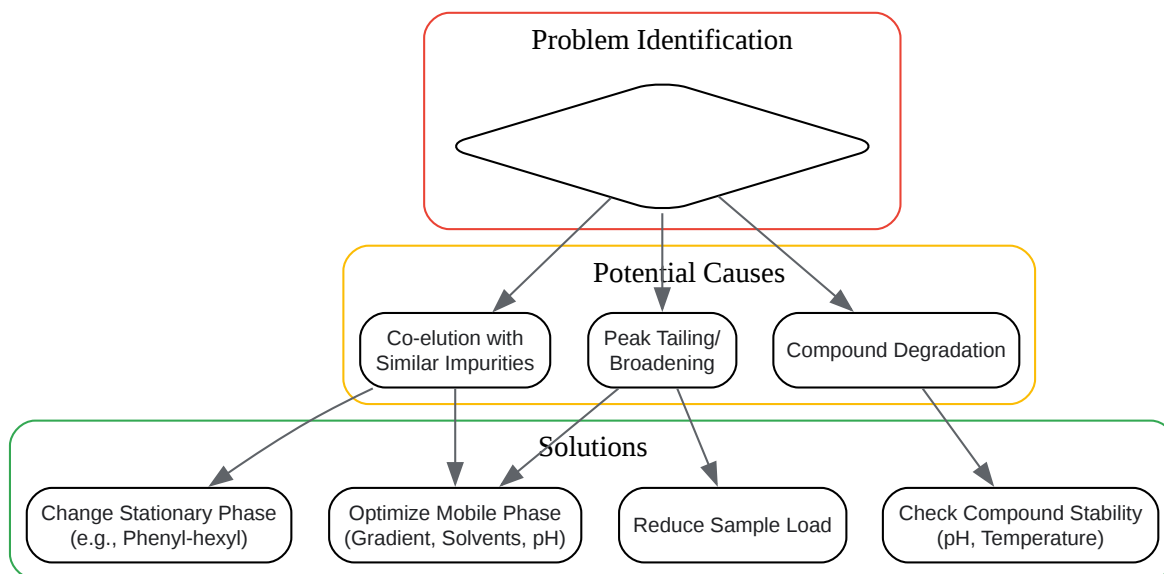 Problem Identification
Potential Causes
Co-elution with
Similar Impurities
Peak Tailing/
Broadening
Compound Degradation
Solutions
Change Stationary Phase
(e.g., Phenyl-hexyl)
Optimize Mobile Phase
(Gradient, Solvents, pH)
Reduce Sample Load
Check Compound Stability
(pH, Temperature)